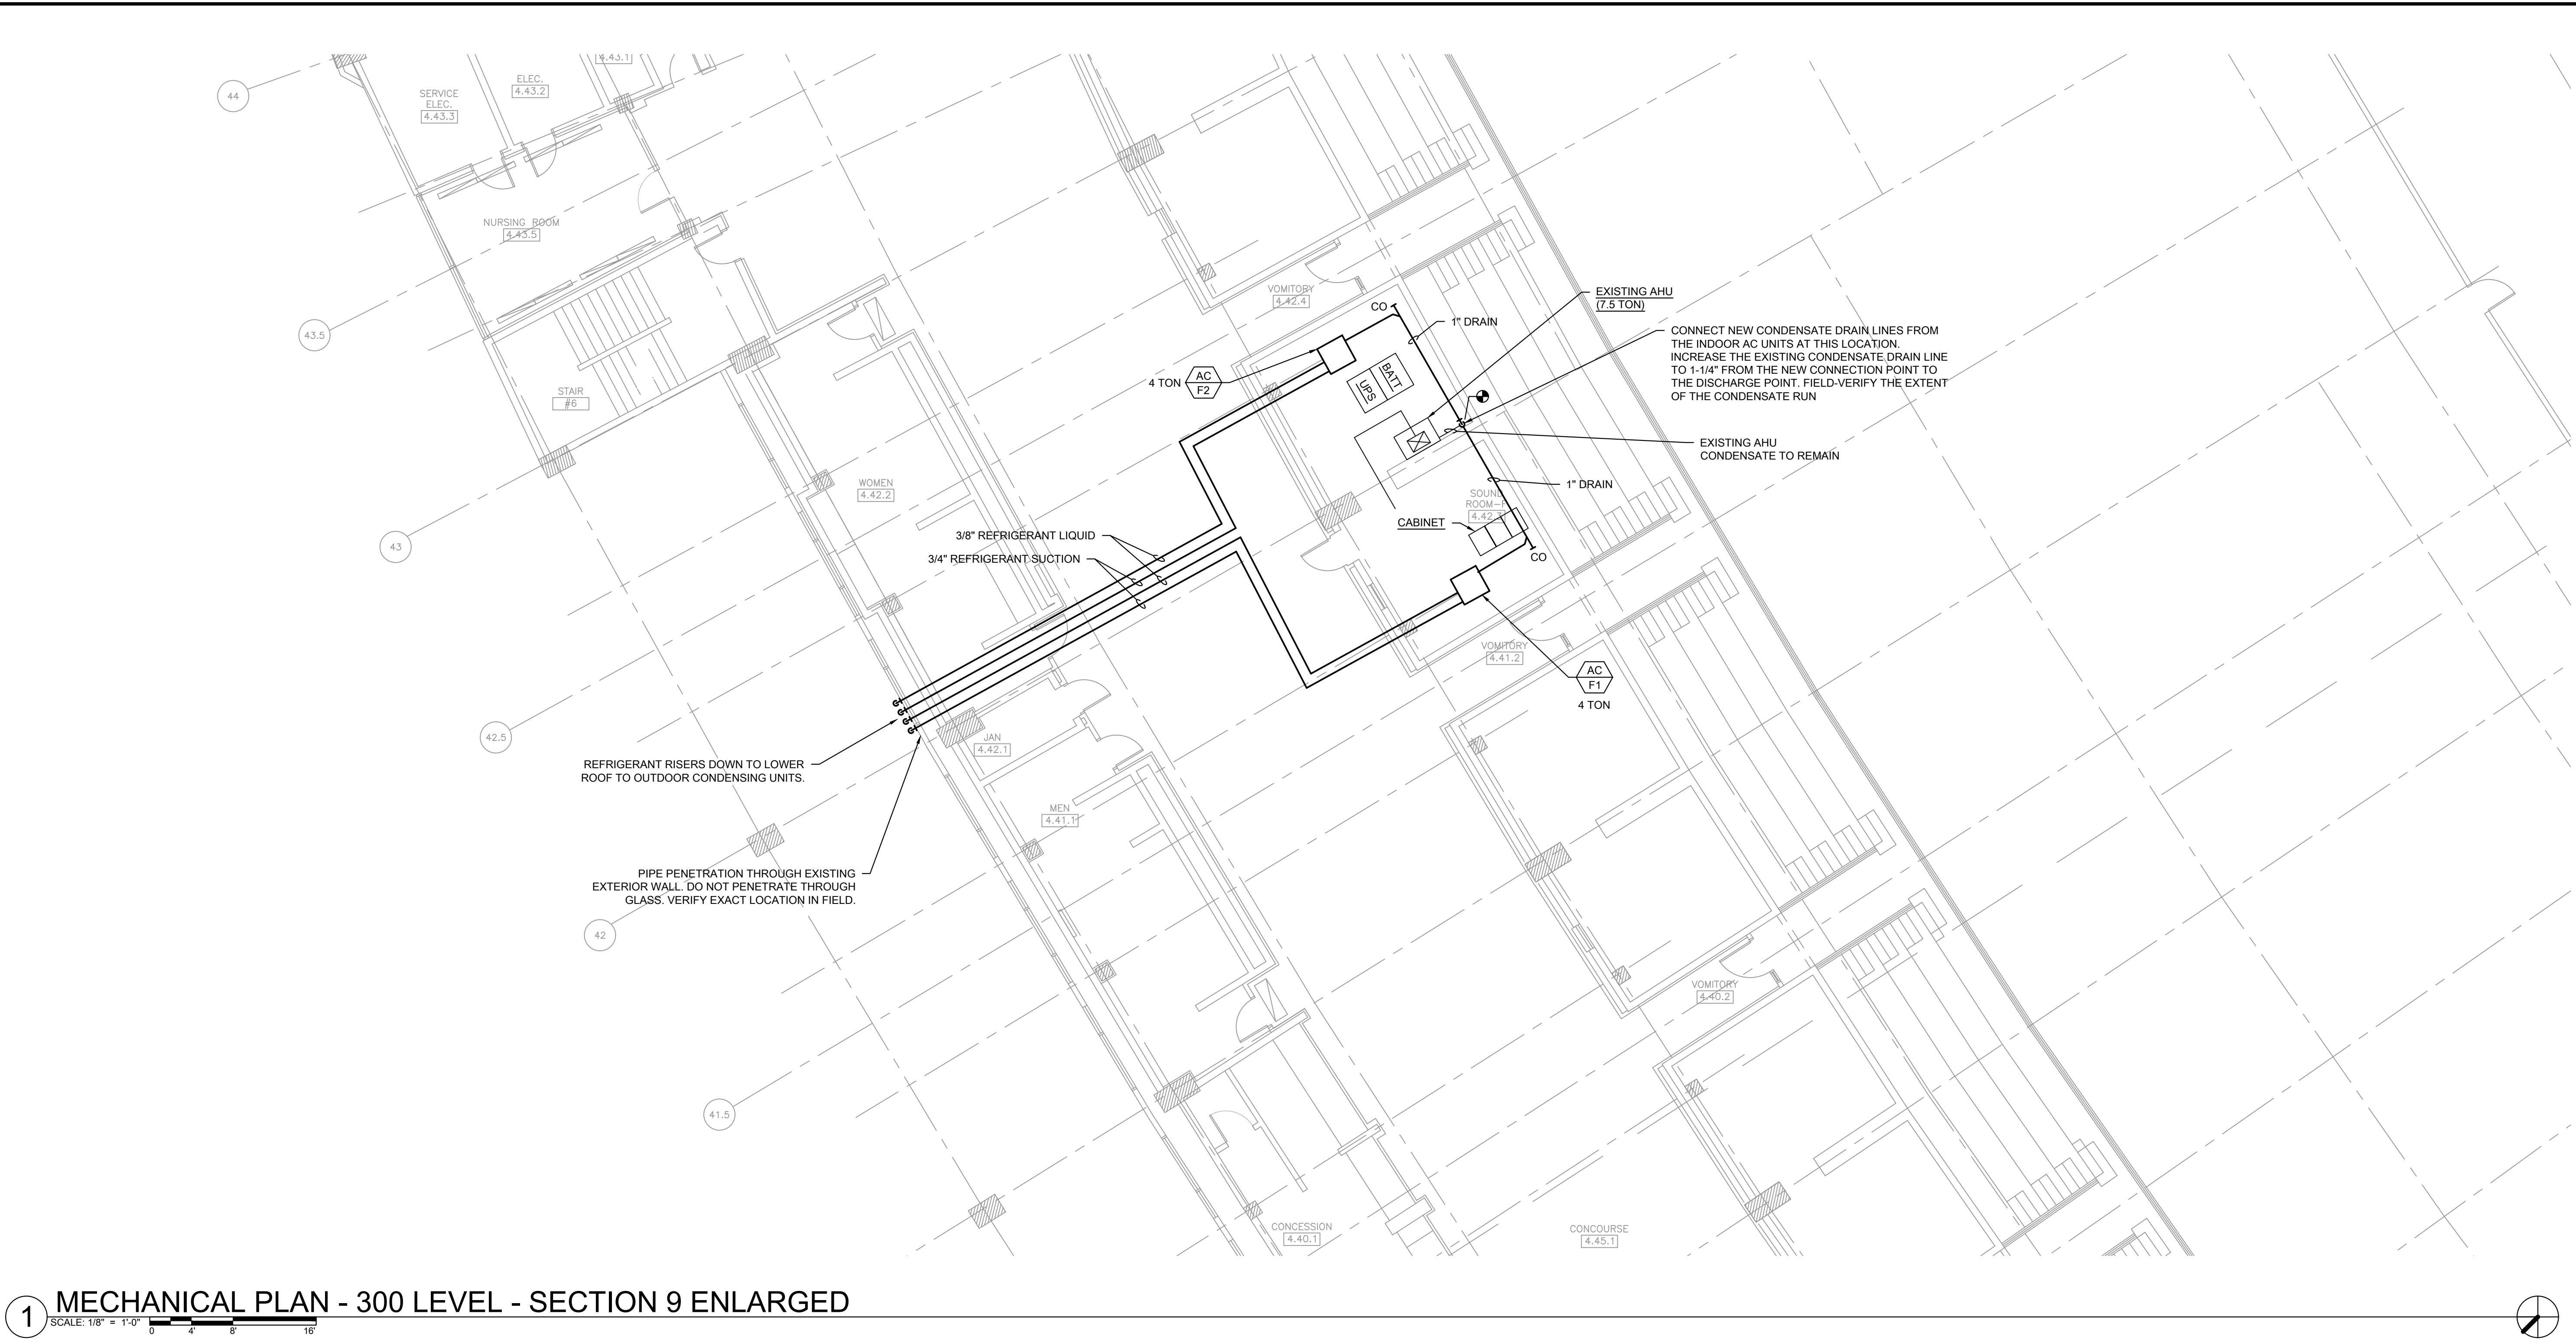 4.43.1
44
ELEC.
4.43.2
SERVICE
ELEC.
4.43.3
NURSING ROOM
4.43.5
43.5
STAIR
#6
VOMITORY
4.42.4
CO
1" DRAIN
EXISTING AHU
(7.5 TON)
CONNECT NEW CONDENSATE DRAIN LINES FROM
THE INDOOR AC UNITS AT THIS LOCATION.
INCREASE THE EXISTING CONDENSATE DRAIN LINE
TO 1-1/4" FROM THE NEW CONNECTION POINT TO
THE DISCHARGE POINT. FIELD-VERIFY THE EXTENT
OF THE CONDENSATE RUN
4 TON
AC
F2
UPS
BATT
EXISTING AHU
CONDENSATE TO REMAIN
WOMEN
4.42.2
1" DRAIN
SOUND
ROOM-F
4.42.3
CABINET
CO
43
3/8" REFRIGERANT LIQUID
3/4" REFRIGERANT SUCTION
VOMITORY
4.41.2
AC
F1
4 TON
42.5
JAN
4.42.1
REFRIGERANT RISERS DOWN TO LOWER
ROOF TO OUTDOOR CONDENSING UNITS.
MEN
4.41.1
PIPE PENETRATION THROUGH EXISTING
EXTERIOR WALL. DO NOT PENETRATE THROUGH
GLASS. VERIFY EXACT LOCATION IN FIELD.
42
VOMITORY
4.40.2
41.5
CONCESSION
4.40.1
CONCOURSE
4.45.1
1
MECHANICAL PLAN - 300 LEVEL - SECTION 9 ENLARGED
SCALE: 1/8" = 1'-0"
0 4' 8' 16'